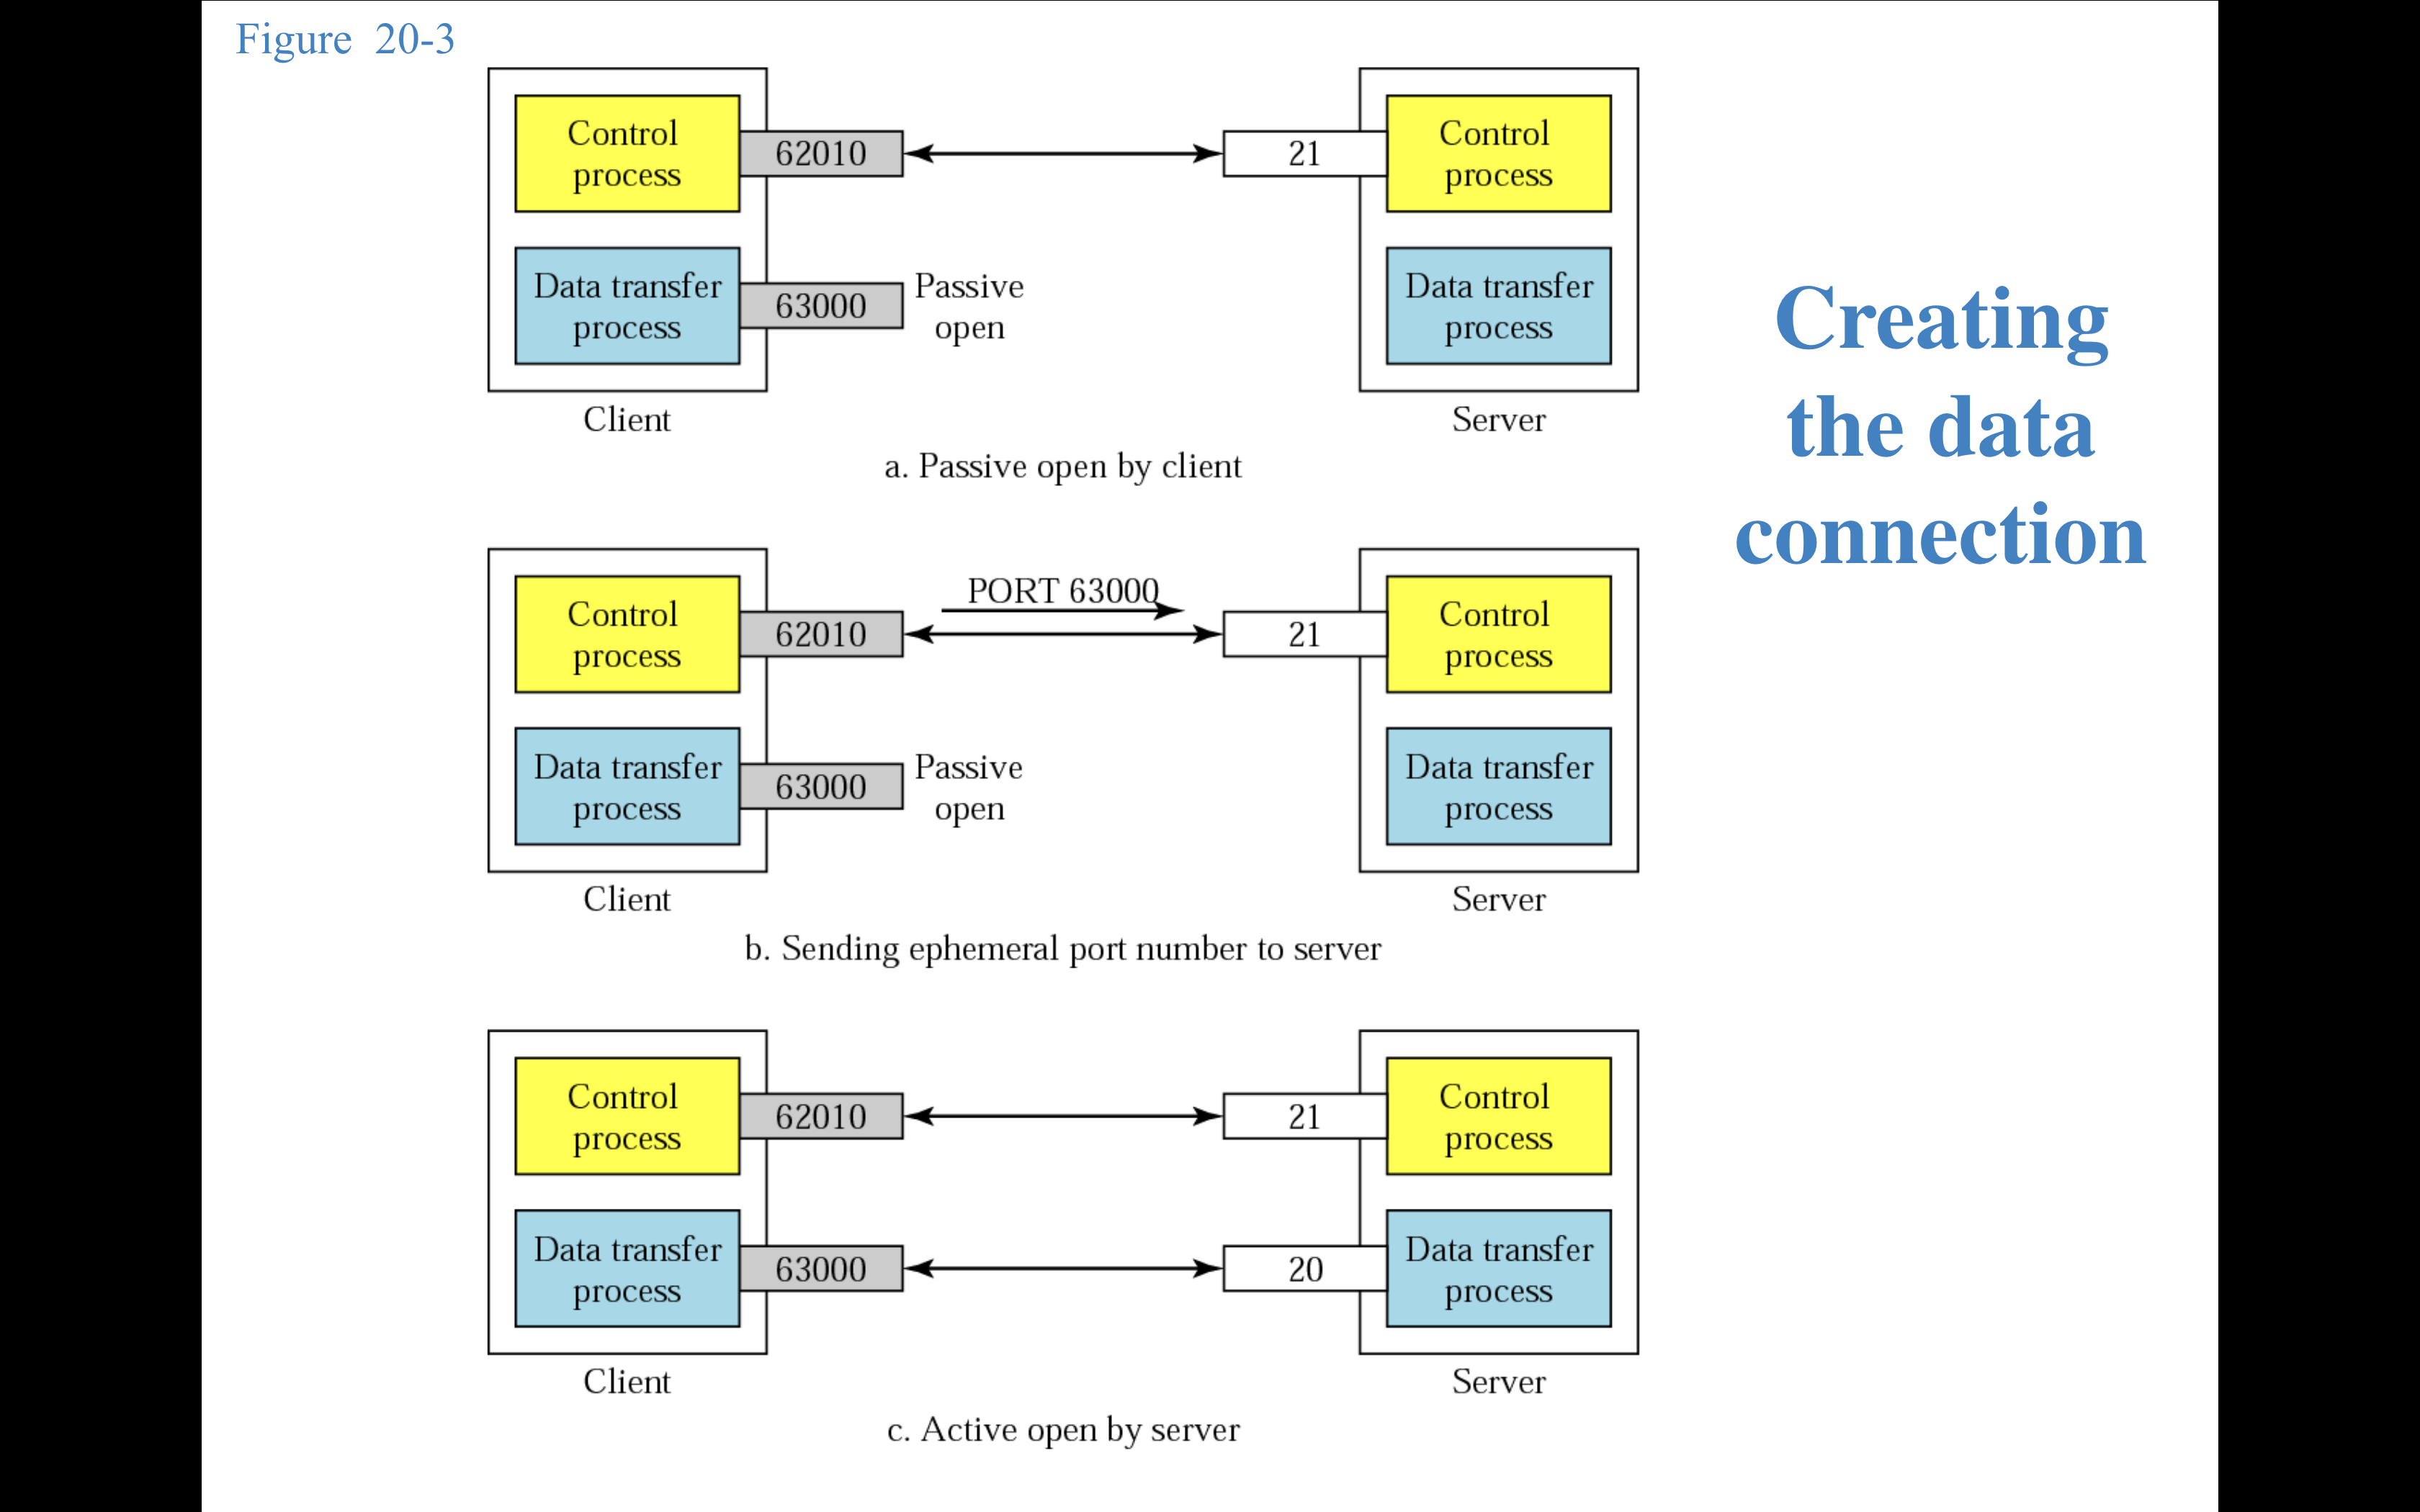 Figure 20-3
Control
process
62010
21
Control
process
Data transfer
process
63000
Passive
open
Data transfer
process
Client
Server
a. Passive open by client
Creating
the data
connection
Control
process
62010
PORT 63000
21
Control
process
Data transfer
process
63000
Passive
open
Data transfer
process
Client
Server
b. Sending ephemeral port number to server
Control
process
62010
21
Control
process
Data transfer
process
63000
20
Data transfer
process
Client
Server
c. Active open by server